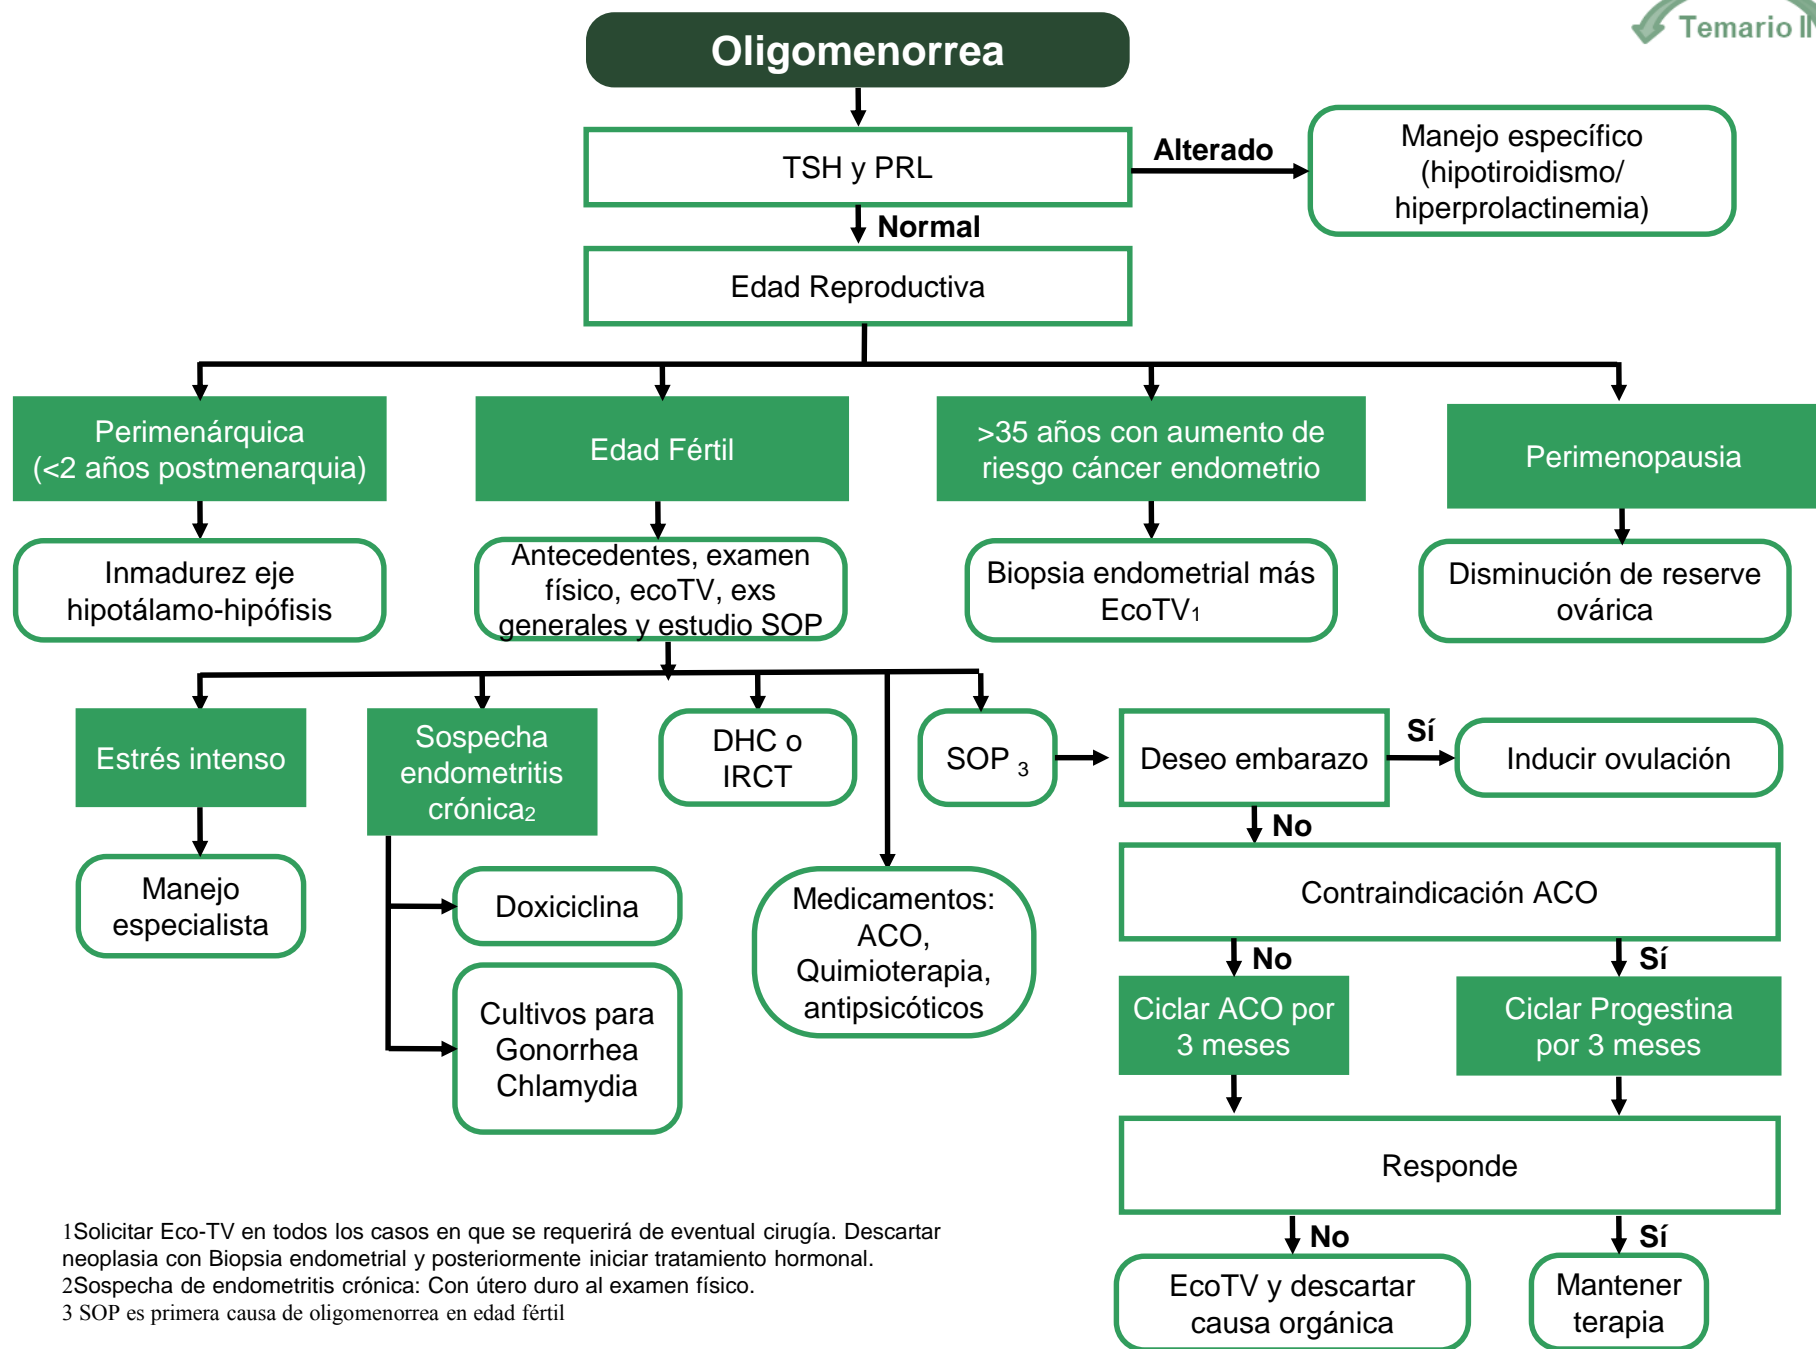 Temario IN
Oligomenorrea
TSH y PRL
Alterado
Manejo específico
(hipotiroidismo/
hiperprolactinemia)
Normal
Edad Reproductiva
Perimenárquica
(<2 años postmenarquia)
Edad Fértil
>35 años con aumento de
riesgo cáncer endometrio
Perimenopausia
Inmadurez eje
hipotálamo-hipófisis
Antecedentes, examen
físico, ecoTV, exs
generales y estudio SOP
Biopsia endometrial más
EcoTV1
Disminución de reserve
ovárica
Estrés intenso
Sospecha
endometritis
crónica2
DHC o
IRCT
SOP 3
Deseo embarazo
Sí
Inducir ovulación
No
Manejo
especialista
Doxiciclina
Cultivos para
Gonorrhea
Chlamydia
Medicamentos:
ACO,
Quimioterapia,
antipsicóticos
Contraindicación ACO
No
Sí
Ciclar ACO por
3 meses
Ciclar Progestina
por 3 meses
Responde
No
Sí
EcoTV y descartar
causa orgánica
Mantener
terapia
1Solicitar Eco-TV en todos los casos en que se requerirá de eventual cirugía. Descartar
neoplasia con Biopsia endometrial y posteriormente iniciar tratamiento hormonal.
2Sospecha de endometritis crónica: Con útero duro al examen físico.
3 SOP es primera causa de oligomenorrea en edad fértil